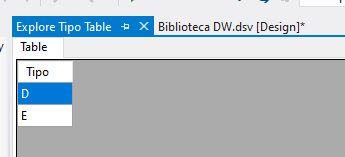 Explore Tipo Table
Biblioteca DW.dsv [Design]*
Table
Tipo
D
E